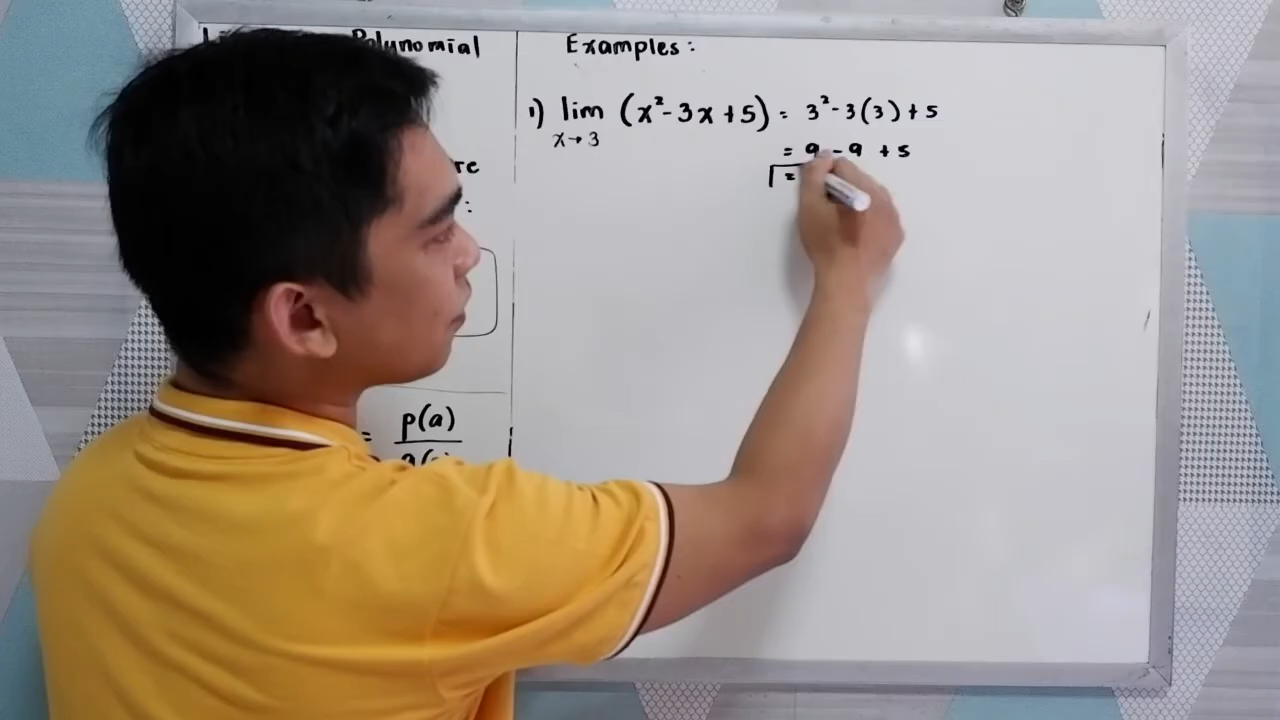 Polynomial
:
= p(a)
Examples:
1) lim (x² - 3x + 5) = 3² - 3(3) + 5
x→3
= 9 - 9 + 5
=